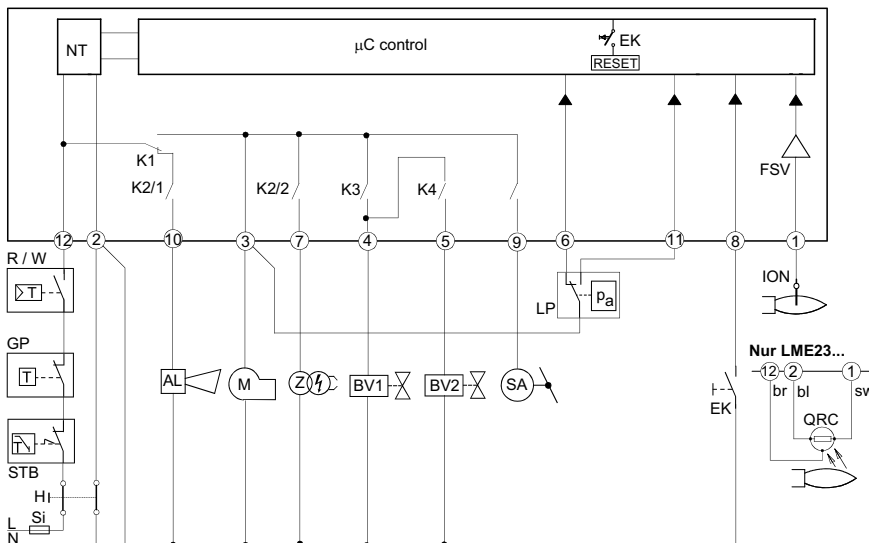 NT
µC control
EK
RESET
K1
FSV
K2/1
K2/2
K3
K4
12
2
10
3
7
4
5
9
6
11
8
1
R / W
>T
LP
pa
ION
GP
T
AL
M
Z
BV1
BV2
SA
EK
Nur LME23...
12
2
1
br
bl
sw
QRC
STB
T
H
Si
L
N